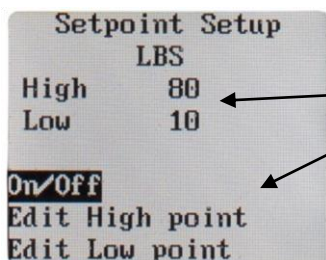 Setpoint Setup
LBS
High 80
Low 10
On/Off
Edit High point
Edit Low point